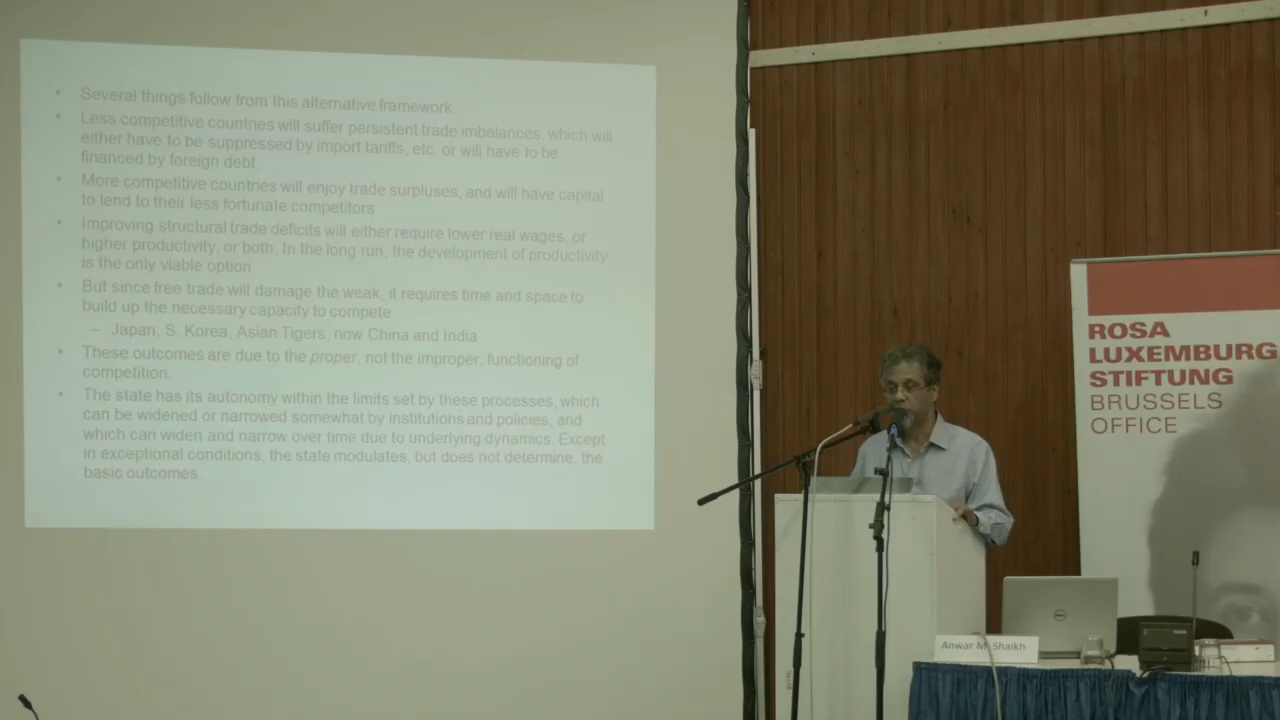 • Several things follow from this alternative framework
• Less competitive countries will suffer persistent trade imbalances, which will
either have to be suppressed by import tariffs, etc. or will have to be
financed by foreign debt
• More competitive countries will enjoy trade surpluses, and will have capital
to lend to their less fortunate competitors
• Improving structural trade deficits will either require lower real wages, or
higher productivity, or both. In the long run, the development of productivity
is the only viable option
• But since free trade will damage the weak, it requires time and space to
build up the necessary capacity to compete
– Japan, S. Korea, Asian Tigers, now China and India
• These outcomes are due to the proper, not the improper, functioning of
competition.
• The state has its autonomy within the limits set by these processes, which
can be widened or narrowed somewhat by institutions and policies, and
which can widen and narrow over time due to underlying dynamics. Except
in exceptional conditions, the state modulates, but does not determine, the
basic outcomes.
ROSA
LUXEMBURG
STIFTUNG
BRUSSELS
OFFICE
DELL
Anwar M. Shaikh